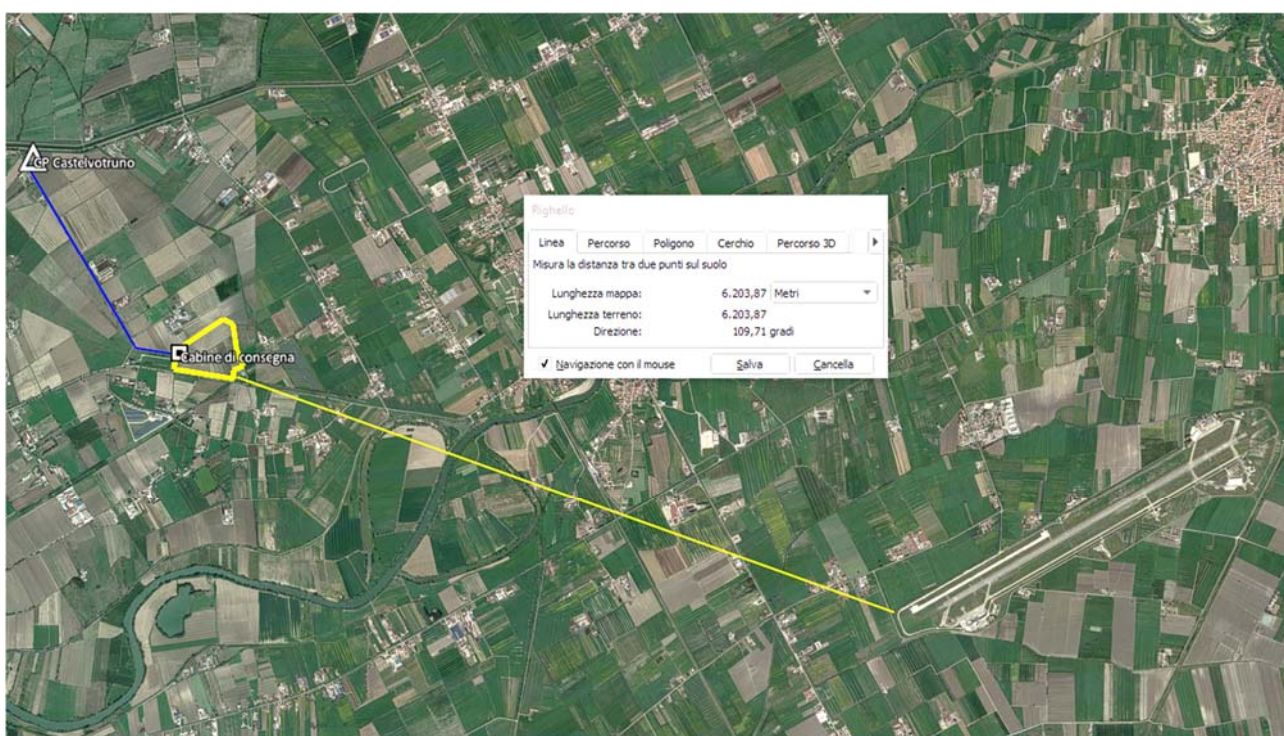 CP Castelvotruno
Cabine di consegna
Righello
Linea Percorso Poligono Cerchio Percorso 3D
Misura la distanza tra due punti sul suolo
Lunghezza mappa: 6.203,87 Metri
Lunghezza terreno: 6.203,87
Direzione: 109,71 gradi
Navigazione con il mouse Salva Cancella